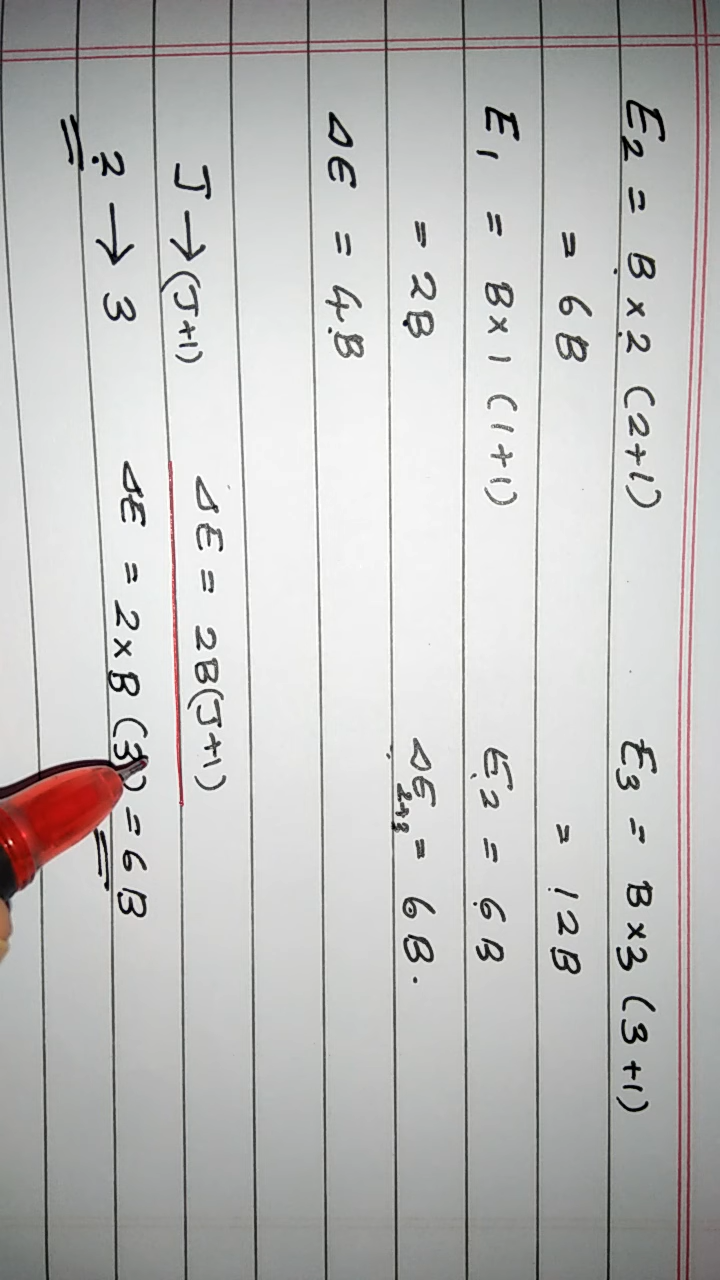 E2 = B × 2 (2+1) E3 = B × 3 (3+1)
= 6B = 12B
E1 = B × 1 (1+1) E2 = 6B
= 2B ΔE2→3 = 6B.
ΔE = 4B
J → (J+1) ΔE = 2B(J+1)
2 → 3 ΔE = 2×B (3) = 6B